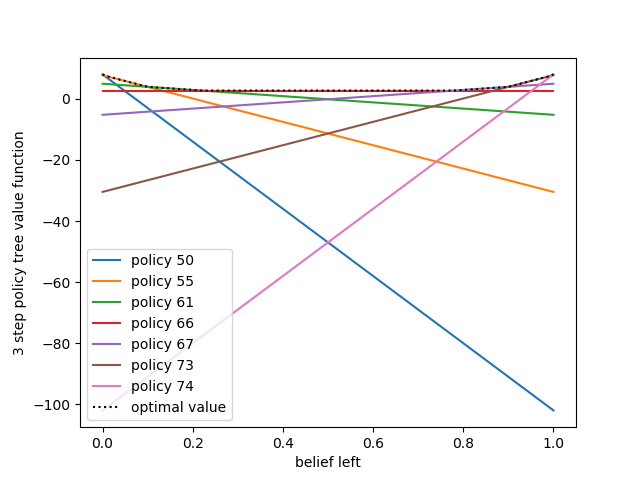 0
−20
−40
−60
−80
−100
3 step policy tree value function
policy 50
policy 55
policy 61
policy 66
policy 67
policy 73
policy 74
optimal value
0.0 0.2 0.4 0.6 0.8 1.0
belief left